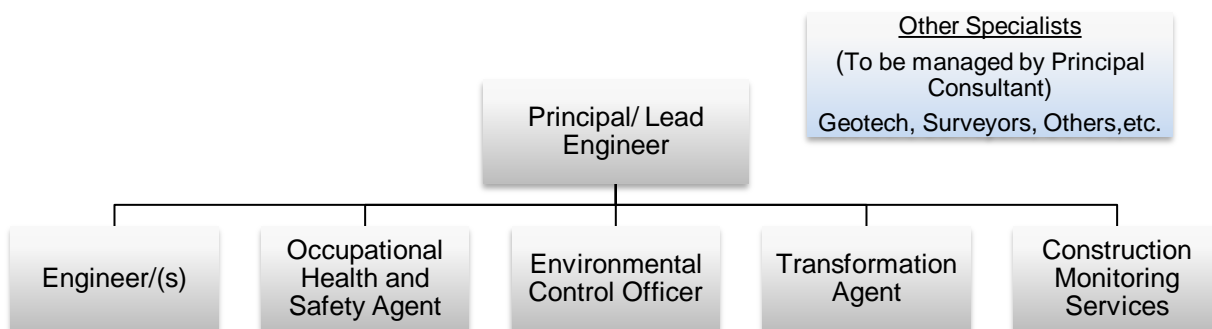 Other Specialists
(To be managed by Principal
Consultant)
Geotech, Surveyors, Others,etc.
Principal/ Lead
Engineer
Engineer/(s)
Occupational
Health and
Safety Agent
Environmental
Control Officer
Transformation
Agent
Construction
Monitoring
Services